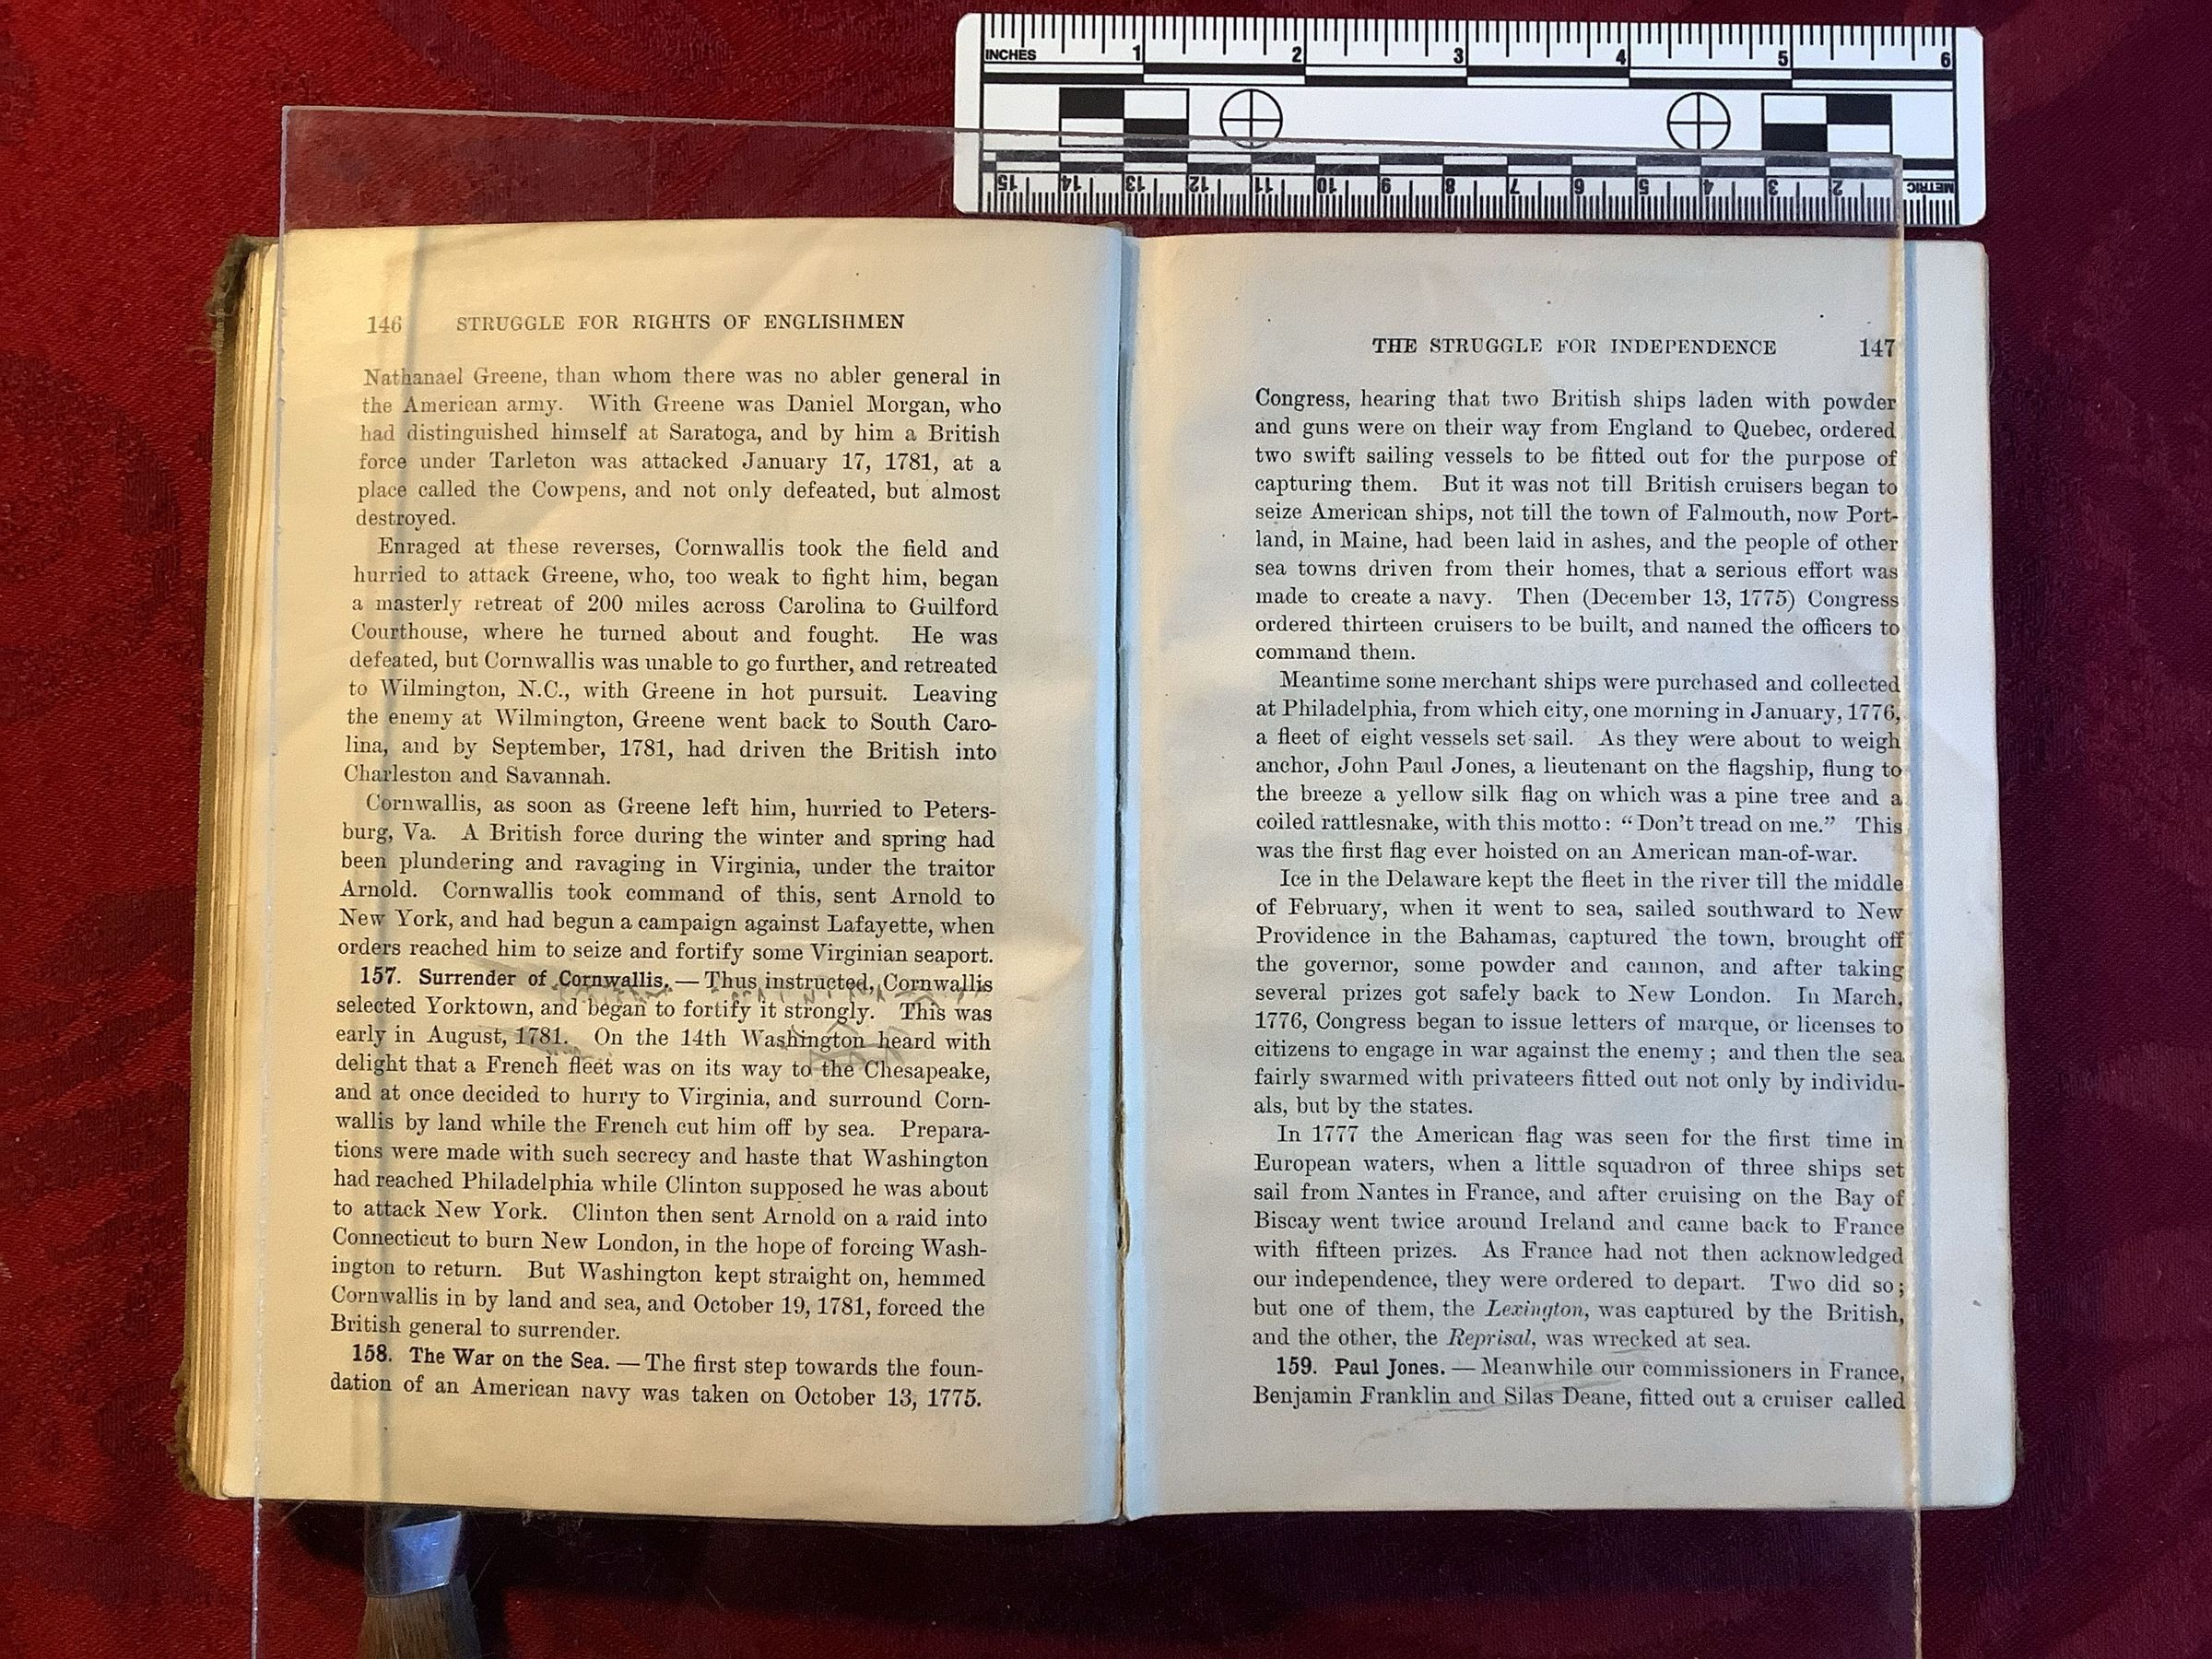 INCHES 1 2 3 4 5 6
15 14 13 12 11 10 9 8 7 6 5 4 3 2 METRIC
146 STRUGGLE FOR RIGHTS OF ENGLISHMEN
Nathanael Greene, than whom there was no abler general in
the American army. With Greene was Daniel Morgan, who
had distinguished himself at Saratoga, and by him a British
force under Tarleton was attacked January 17, 1781, at a
place called the Cowpens, and not only defeated, but almost
destroyed.
Enraged at these reverses, Cornwallis took the field and
hurried to attack Greene, who, too weak to fight him, began
a masterly retreat of 200 miles across Carolina to Guilford
Courthouse, where he turned about and fought. He was
defeated, but Cornwallis was unable to go further, and retreated
to Wilmington, N.C., with Greene in hot pursuit. Leaving
the enemy at Wilmington, Greene went back to South Caro-
lina, and by September, 1781, had driven the British into
Charleston and Savannah.
Cornwallis, as soon as Greene left him, hurried to Peters-
burg, Va. A British force during the winter and spring had
been plundering and ravaging in Virginia, under the traitor
Arnold. Cornwallis took command of this, sent Arnold to
New York, and had begun a campaign against Lafayette, when
orders reached him to seize and fortify some Virginian seaport.
157. Surrender of Cornwallis. — Thus instructed, Cornwallis
selected Yorktown, and began to fortify it strongly. This was
early in August, 1781. On the 14th Washington heard with
delight that a French fleet was on its way to the Chesapeake,
and at once decided to hurry to Virginia, and surround Corn-
wallis by land while the French cut him off by sea. Prepara-
tions were made with such secrecy and haste that Washington
had reached Philadelphia while Clinton supposed he was about
to attack New York. Clinton then sent Arnold on a raid into
Connecticut to burn New London, in the hope of forcing Wash-
ington to return. But Washington kept straight on, hemmed
Cornwallis in by land and sea, and October 19, 1781, forced the
British general to surrender.
158. The War on the Sea. — The first step towards the foun-
dation of an American navy was taken on October 13, 1775.
THE STRUGGLE FOR INDEPENDENCE 147
Congress, hearing that two British ships laden with powder
and guns were on their way from England to Quebec, ordered
two swift sailing vessels to be fitted out for the purpose of
capturing them. But it was not till British cruisers began to
seize American ships, not till the town of Falmouth, now Port-
land, in Maine, had been laid in ashes, and the people of other
sea towns driven from their homes, that a serious effort was
made to create a navy. Then (December 13, 1775) Congress
ordered thirteen cruisers to be built, and named the officers to
command them.
Meantime some merchant ships were purchased and collected
at Philadelphia, from which city, one morning in January, 1776,
a fleet of eight vessels set sail. As they were about to weigh
anchor, John Paul Jones, a lieutenant on the flagship, flung to
the breeze a yellow silk flag on which was a pine tree and a
coiled rattlesnake, with this motto: “Don't tread on me.” This
was the first flag ever hoisted on an American man-of-war.
Ice in the Delaware kept the fleet in the river till the middle
of February, when it went to sea, sailed southward to New
Providence in the Bahamas, captured the town, brought off
the governor, some powder and cannon, and after taking
several prizes got safely back to New London. In March,
1776, Congress began to issue letters of marque, or licenses to
citizens to engage in war against the enemy; and then the sea
fairly swarmed with privateers fitted out not only by individu-
als, but by the states.
In 1777 the American flag was seen for the first time in
European waters, when a little squadron of three ships set
sail from Nantes in France, and after cruising on the Bay of
Biscay went twice around Ireland and came back to France
with fifteen prizes. As France had not then acknowledged
our independence, they were ordered to depart. Two did so;
but one of them, the Lexington, was captured by the British,
and the other, the Reprisal, was wrecked at sea.
159. Paul Jones. — Meanwhile our commissioners in France,
Benjamin Franklin and Silas Deane, fitted out a cruiser called